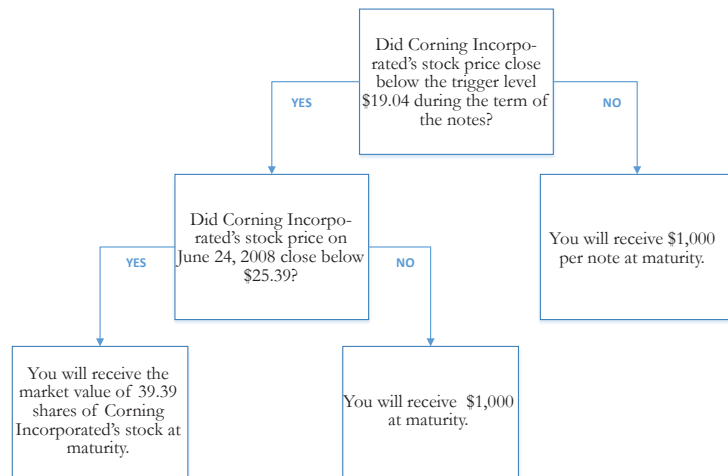 Did Corning Incorpo-
rated's stock price close
below the trigger level
$19.04 during the term of
the notes?
YES
NO
Did Corning Incorpo-
rated's stock price on
June 24, 2008 close below
$25.39?
You will receive $1,000
per note at maturity.
YES
NO
You will receive the
market value of 39.39
shares of Corning
Incorporated's stock at
maturity.
You will receive $1,000
at maturity.